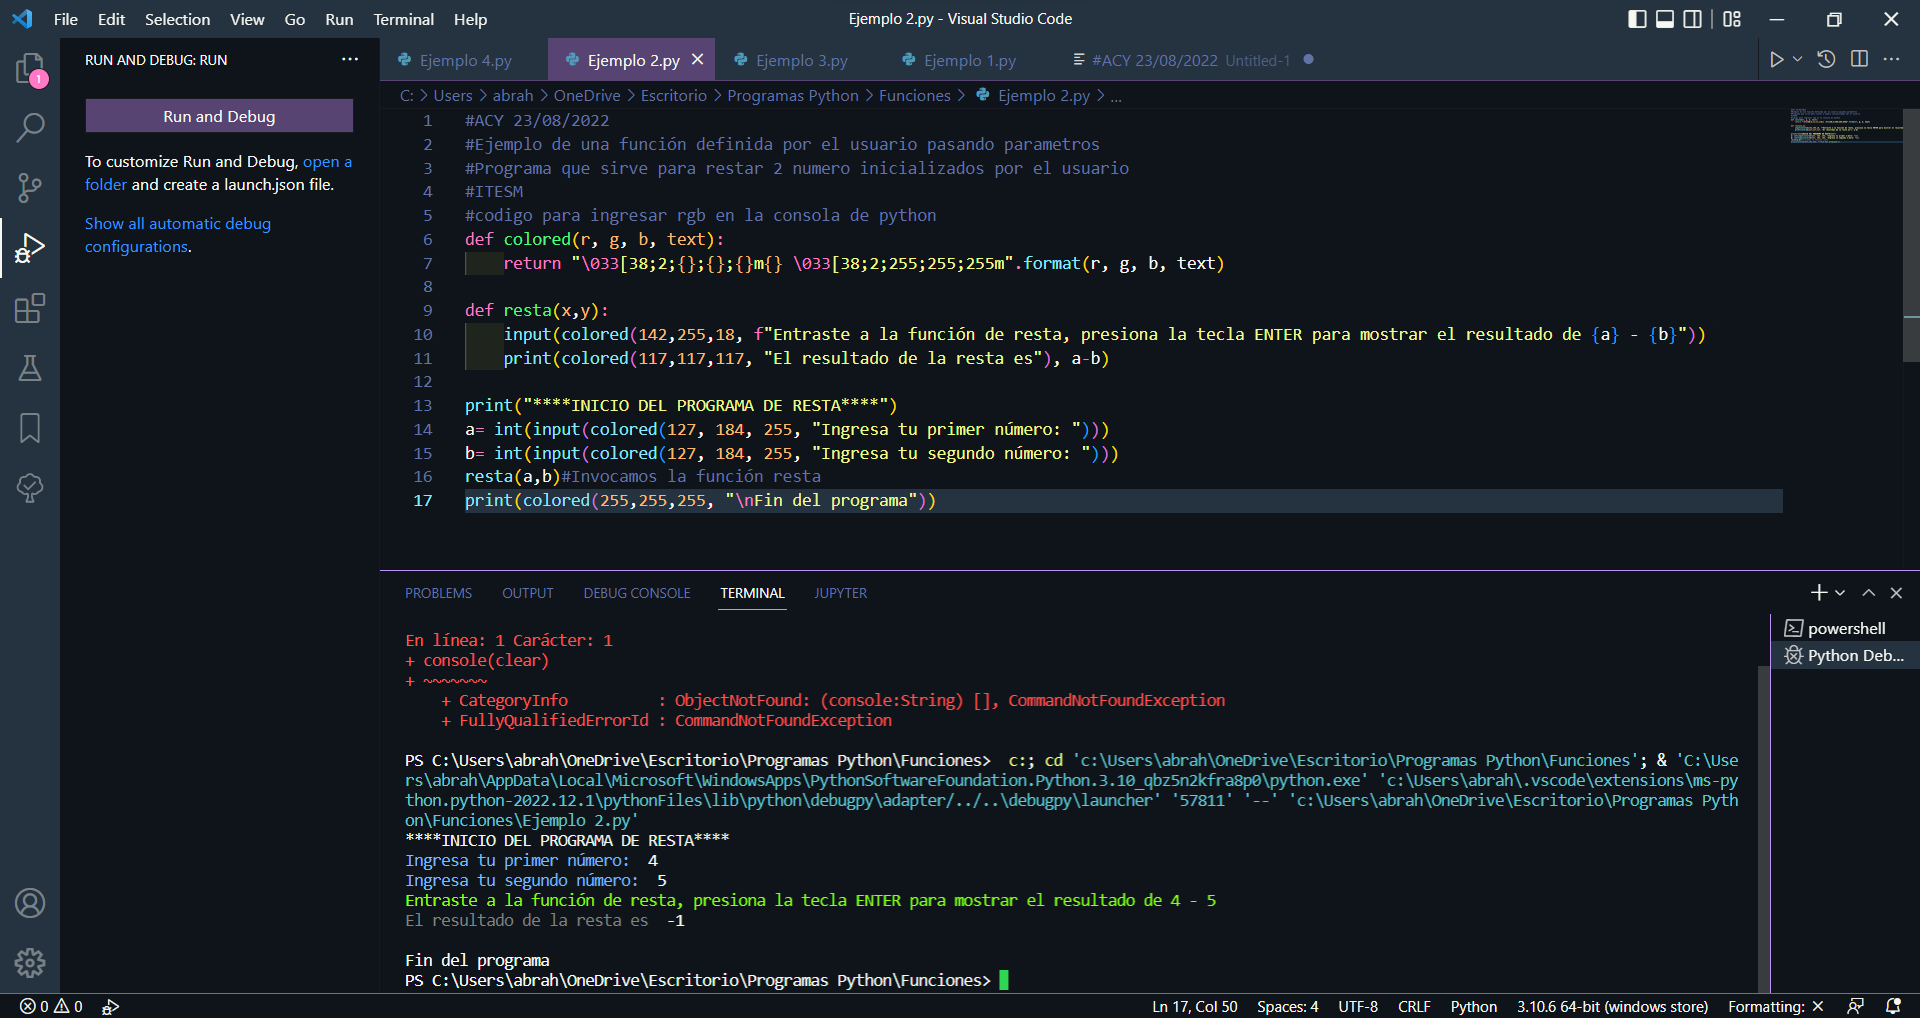 File Edit Selection View Go Run Terminal Help
Ejemplo 2.py - Visual Studio Code
1
RUN AND DEBUG: RUN
Run and Debug
To customize Run and Debug, open a
folder and create a launch.json file.
Show all automatic debug
configurations.
Ejemplo 4.py
Ejemplo 2.py
Ejemplo 3.py
Ejemplo 1.py
#ACY 23/08/2022 Untitled-1
C: > Users > abrah > OneDrive > Escritorio > Programas Python > Funciones > Ejemplo 2.py > ...
1 #ACY 23/08/2022
2 #Ejemplo de una función definida por el usuario pasando parametros
3 #Programa que sirve para restar 2 numero inicializados por el usuario
4 #ITESM
5 #codigo para ingresar rgb en la consola de python
6 def colored(r, g, b, text):
7     return "\033[38;2;{};{};{}m{} \033[38;2;255;255;255m".format(r, g, b, text)
8
9 def resta(x,y):
10     input(colored(142,255,18, f"Entraste a la función de resta, presiona la tecla ENTER para mostrar el resultado de {a} - {b}"))
11     print(colored(117,117,117, "El resultado de la resta es"), a-b)
12
13 print("****INICIO DEL PROGRAMA DE RESTA****")
14 a= int(input(colored(127, 184, 255, "Ingresa tu primer número: ")))
15 b= int(input(colored(127, 184, 255, "Ingresa tu segundo número: ")))
16 resta(a,b)#Invocamos la función resta
17 print(colored(255,255,255, "\nFin del programa"))
PROBLEMS OUTPUT DEBUG CONSOLE TERMINAL JUPYTER
powershell
Python Deb...
En línea: 1 Carácter: 1
+ console(clear)
+ ~~~~~~~
    + CategoryInfo          : ObjectNotFound: (console:String) [], CommandNotFoundException
    + FullyQualifiedErrorId : CommandNotFoundException
PS C:\Users\abrah\OneDrive\Escritorio\Programas Python\Funciones>  c:; cd 'c:\Users\abrah\OneDrive\Escritorio\Programas Python\Funciones'; & 'C:\Use
rs\abrah\AppData\Local\Microsoft\WindowsApps\PythonSoftwareFoundation.Python.3.10_qbz5n2kfra8p0\python.exe' 'c:\Users\abrah\.vscode\extensions\ms-py
thon.python-2022.12.1\pythonFiles\lib\python\debugpy\adapter/../..\debugpy\launcher' '57811' '--' 'c:\Users\abrah\OneDrive\Escritorio\Programas Pyth
on\Funciones\Ejemplo 2.py'
****INICIO DEL PROGRAMA DE RESTA****
Ingresa tu primer número:  4
Ingresa tu segundo número:  5
Entraste a la función de resta, presiona la tecla ENTER para mostrar el resultado de 4 - 5
El resultado de la resta es  -1
Fin del programa
PS C:\Users\abrah\OneDrive\Escritorio\Programas Python\Funciones>
0 0
Ln 17, Col 50 Spaces: 4 UTF-8 CRLF Python 3.10.6 64-bit (windows store) Formatting: ✕